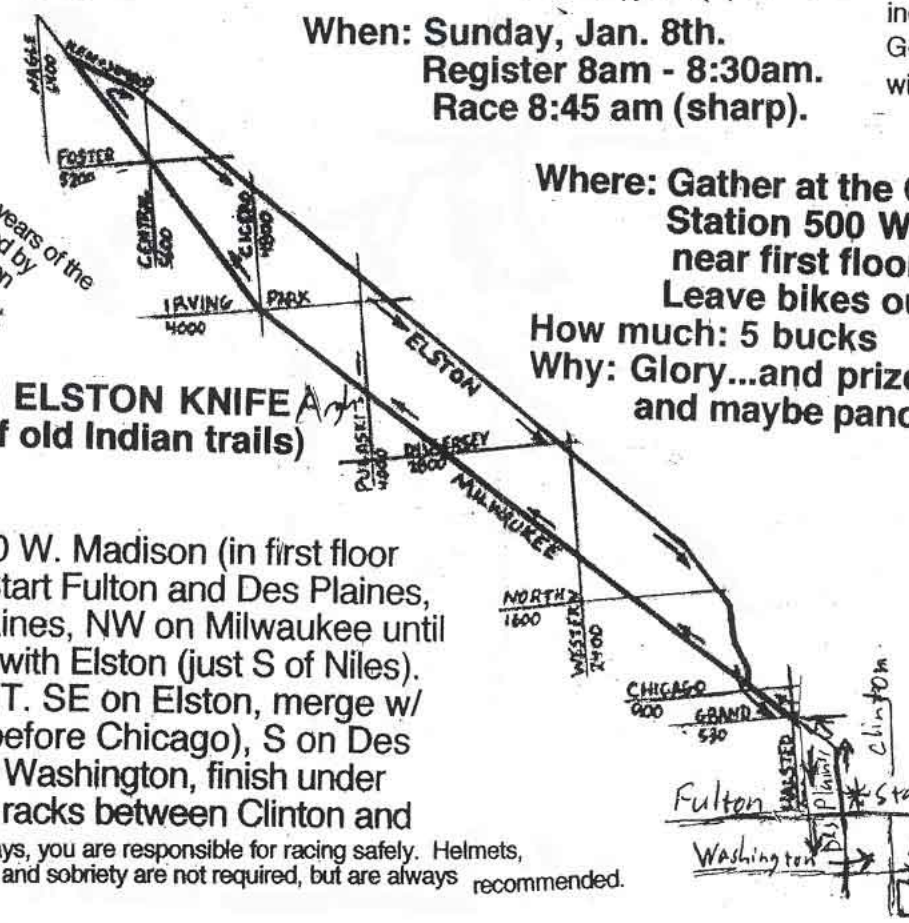 When: Sunday, Jan. 8th.
Register 8am - 8:30am.
Race 8:45 am (sharp).
Where: Gather at the
Station 500 W
near first floor
Leave bikes
How much: 5 bucks
Why: Glory...and prize
and maybe
years of the
by
ELSTON KNIFE
of old Indian trails)
W. Madison (in first floor
Start Fulton and Des Plaines,
NW on Milwaukee until
with Elston (just S of Niles).
T. SE on Elston, merge w/
before Chicago), S on Des
Washington, finish under
racks between Clinton and
you are responsible for racing safely. Helmets,
and sobriety are not required, but are always recommended.
NAGLE
6400
FOSTER
5200
CENTRAL
5600
CICERO
4800
IRVING PARK
4000
ELSTON
PULASKI
4000
DIVERSEY
2800
MILWAUKEE
NORTH
1600
WESTERN
2400
CHICAGO
800
GRAND
530
HALSTED
Des Plaines
Clinton
Fulton
Washington